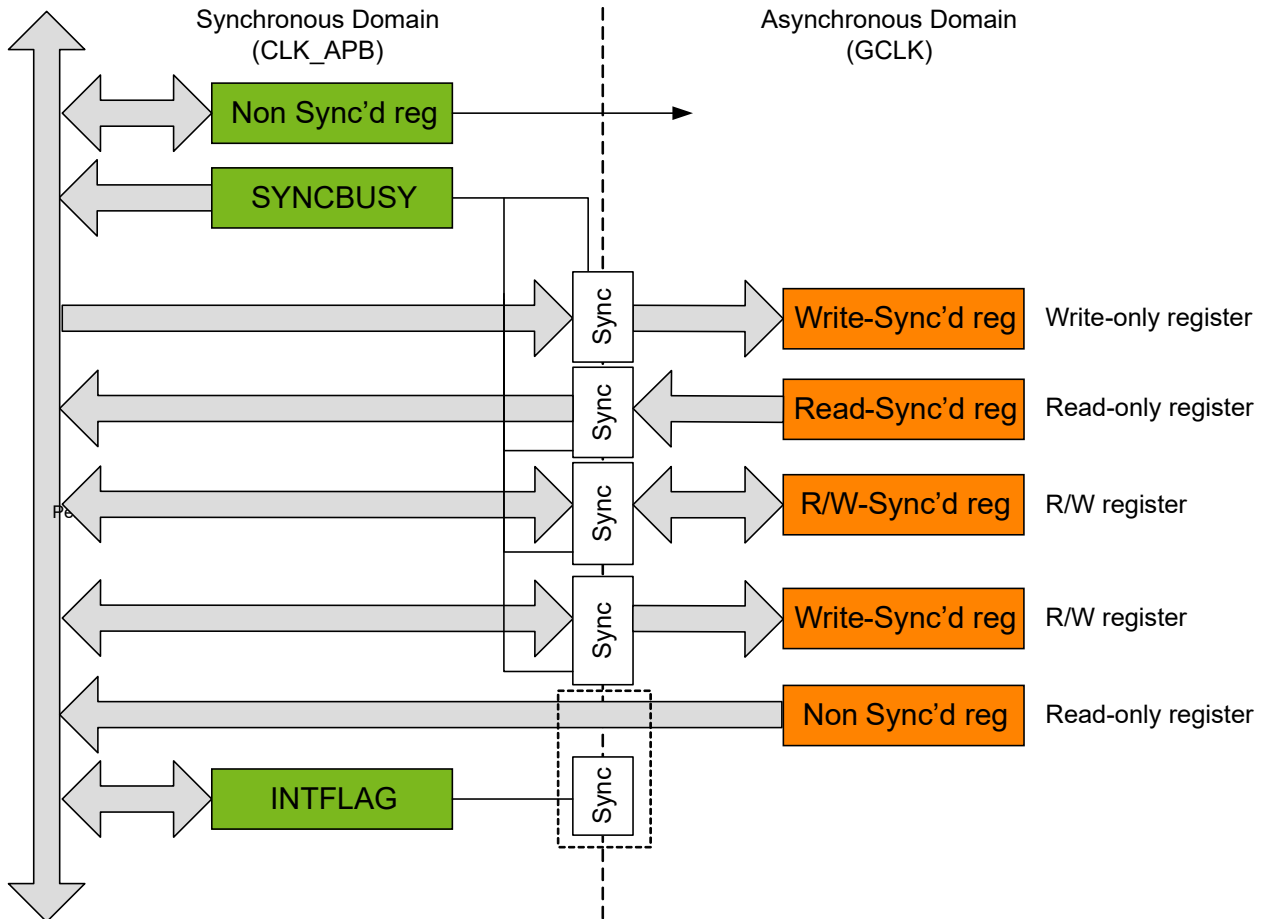 Synchronous Domain
(CLK_APB)
Asynchronous Domain
(GCLK)
Non Sync'd reg
SYNCBUSY
Sync
Write-Sync'd reg
Write-only register
Sync
Read-Sync'd reg
Read-only register
Sync
R/W-Sync'd reg
R/W register
Sync
Write-Sync'd reg
R/W register
Non Sync'd reg
Read-only register
INTFLAG
Sync